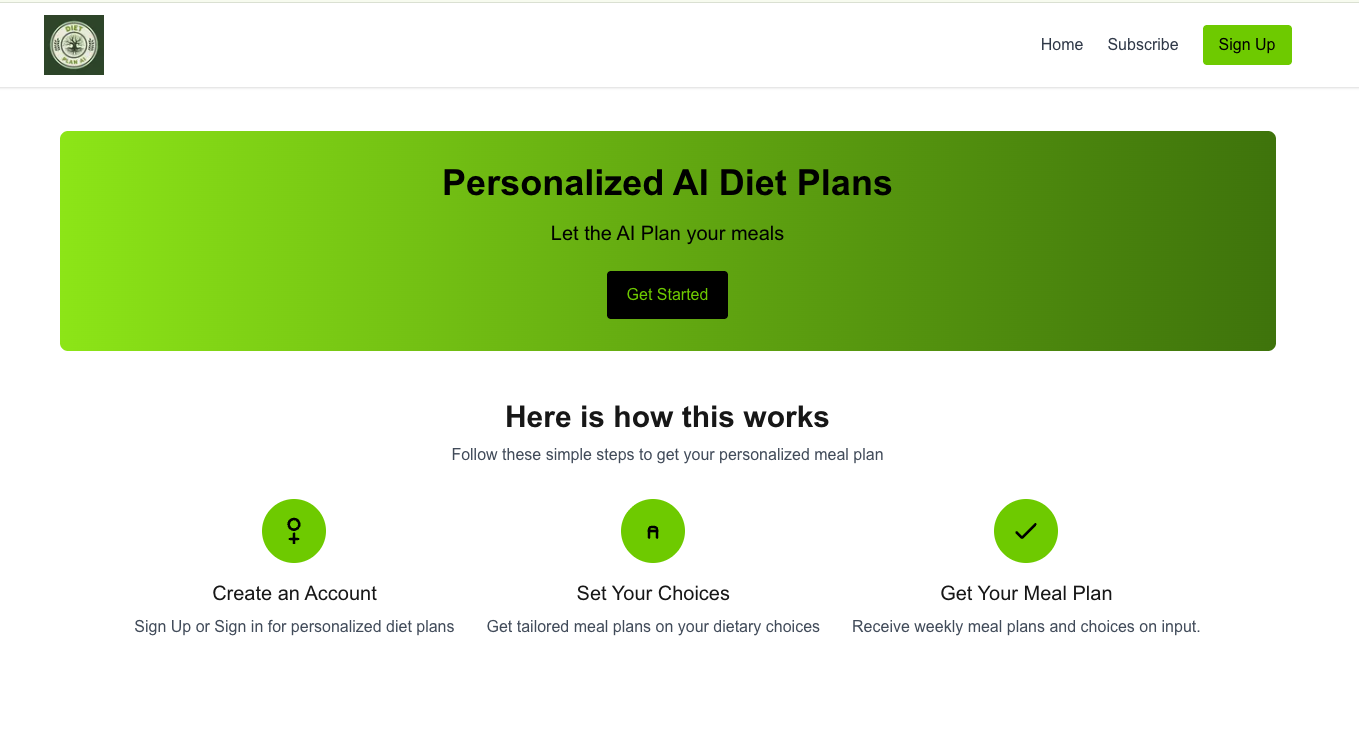 DIET
PLAN AI
Home
Subscribe
Sign Up
Personalized AI Diet Plans
Let the AI Plan your meals
Get Started
Here is how this works
Follow these simple steps to get your personalized meal plan
Create an Account
Set Your Choices
Get Your Meal Plan
Sign Up or Sign in for personalized diet plans
Get tailored meal plans on your dietary choices
Receive weekly meal plans and choices on input.